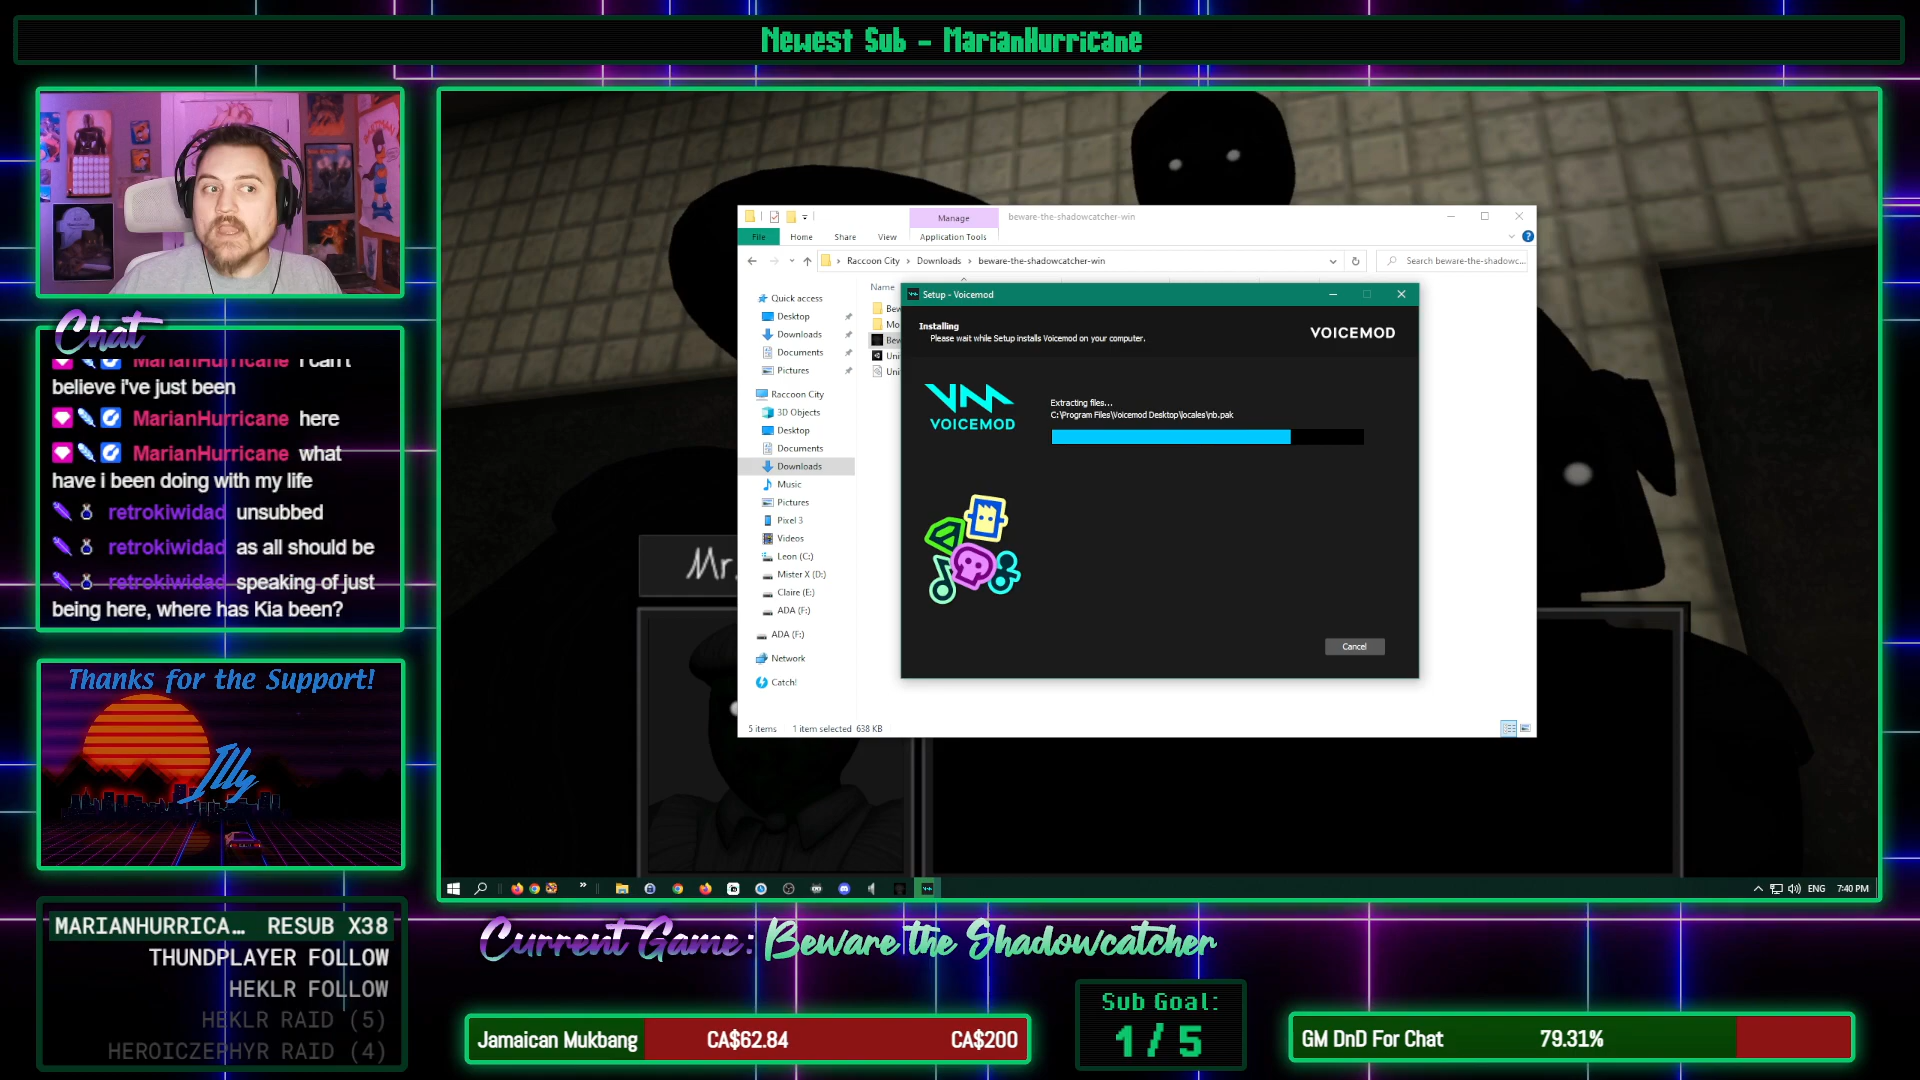 Newest Sub - MarianHurricane
Chat
MarianHurricane I can't
believe i've just been
MarianHurricane here
MarianHurricane what
have i been doing with my life
retrokiwidad unsubbed
retrokiwidad as all should be
retrokiwidad speaking of just
being here, where has Kia been?
Thanks for the Support!
Illy
MARIANHURRICA… RESUB X38
THUNDPLAYER FOLLOW
HEKLR FOLLOW
HEKLR RAID (5)
HEROICZEPHYR RAID (4)
Mr.
Manage
beware-the-shadowcatcher-win
File
Home
Share
View
Application Tools
Raccoon City › Downloads › beware-the-shadowcatcher-win
Search beware-the-shadowc...
Name
Quick access
Desktop
Downloads
Documents
Pictures
Raccoon City
3D Objects
Desktop
Documents
Downloads
Music
Pictures
Pixel 3
Videos
Leon (C:)
Mister X (D:)
Claire (E:)
ADA (F:)
ADA (F:)
Network
Catch!
5 items
1 item selected 638 KB
Setup - Voicemod
Installing
Please wait while Setup installs Voicemod on your computer.
VOICEMOD
VOICEMOD
Extracting files...
C:\Program Files\Voicemod Desktop\locales\nb.pak
Cancel
ENG
7:40 PM
Current Game: Beware the Shadowcatcher
Jamaican Mukbang CA$62.84 CA$200
Sub Goal:
1 / 5
GM DnD For Chat 79.31%